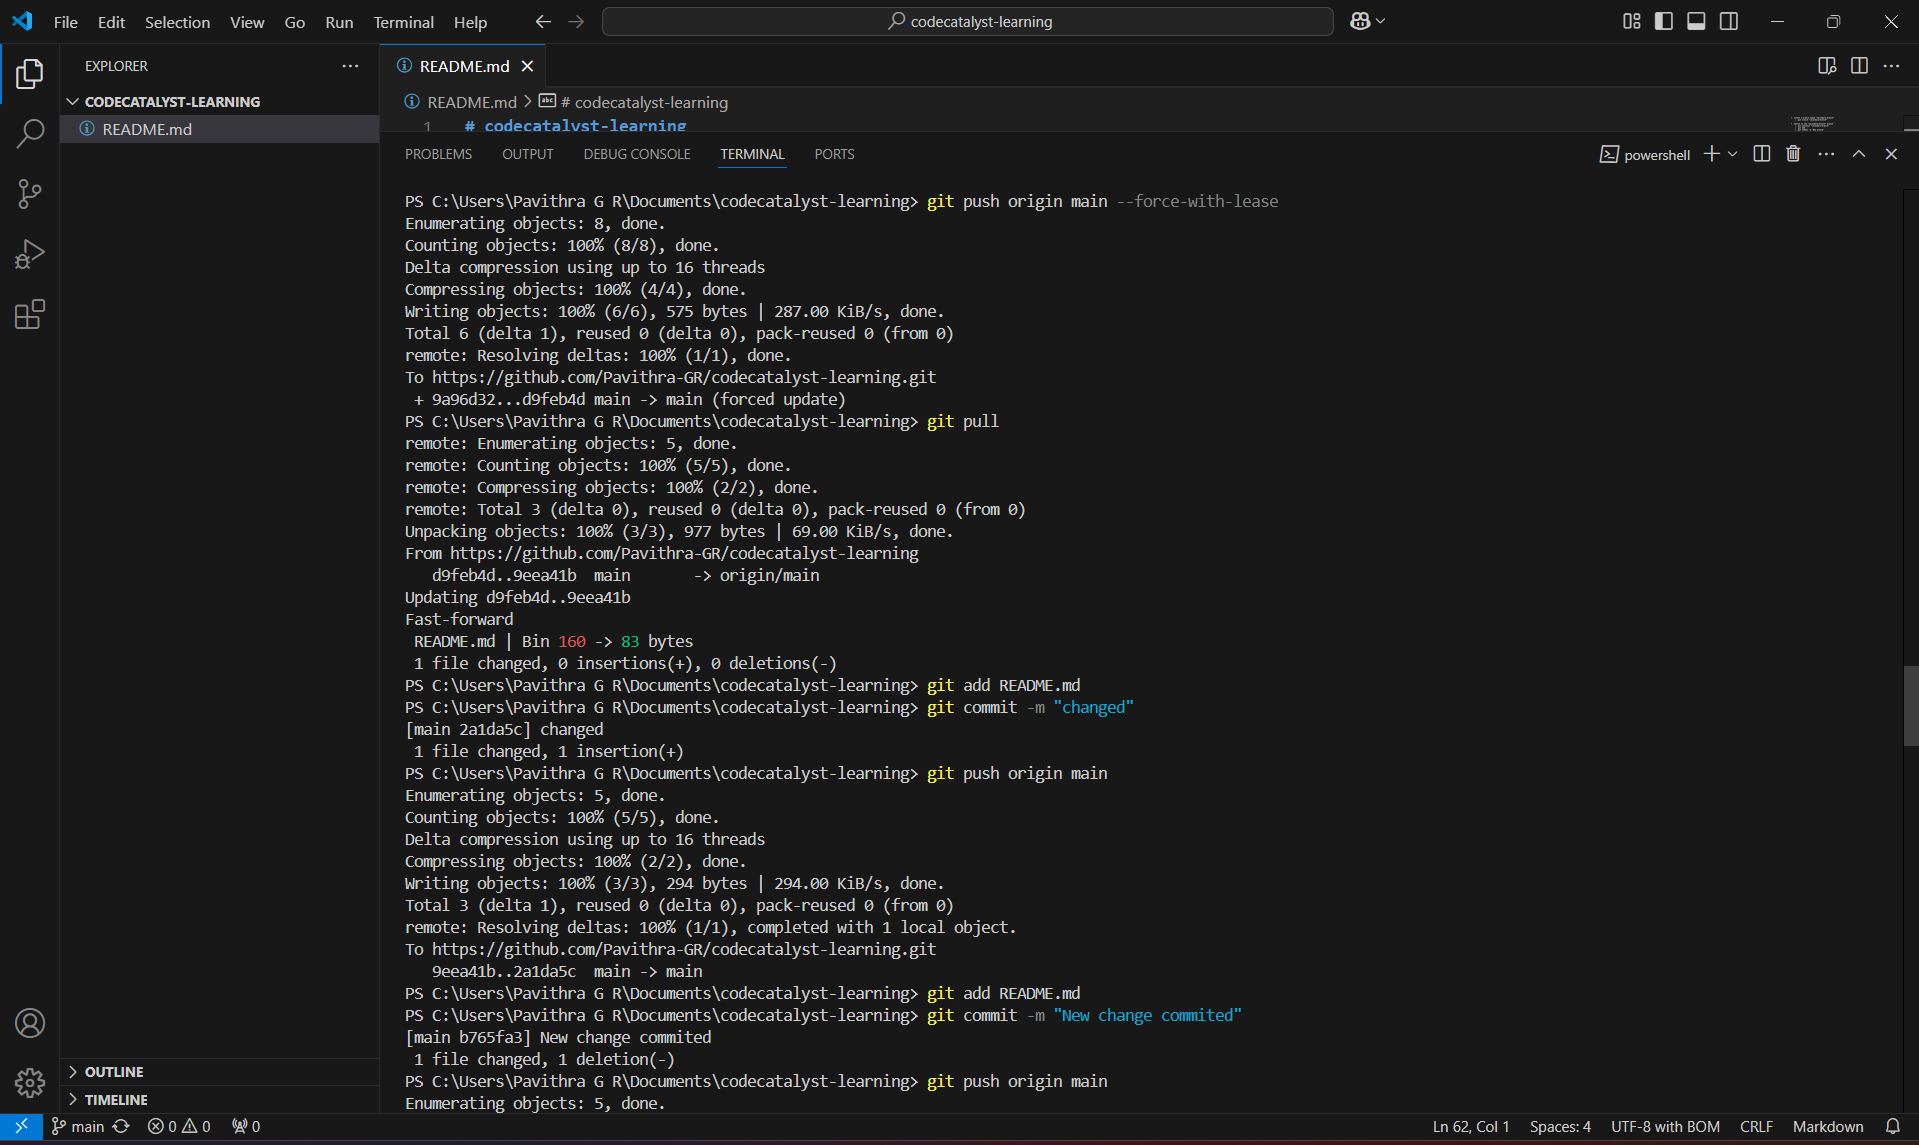 File Edit Selection View Go Run Terminal Help
codecatalyst-learning
EXPLORER
CODECATALYST-LEARNING
README.md
OUTLINE
TIMELINE
README.md
README.md > # codecatalyst-learning
1 # codecatalyst-learning
PROBLEMS OUTPUT DEBUG CONSOLE TERMINAL PORTS
powershell
PS C:\Users\Pavithra G R\Documents\codecatalyst-learning> git push origin main --force-with-lease
Enumerating objects: 8, done.
Counting objects: 100% (8/8), done.
Delta compression using up to 16 threads
Compressing objects: 100% (4/4), done.
Writing objects: 100% (6/6), 575 bytes | 287.00 KiB/s, done.
Total 6 (delta 1), reused 0 (delta 0), pack-reused 0 (from 0)
remote: Resolving deltas: 100% (1/1), done.
To https://github.com/Pavithra-GR/codecatalyst-learning.git
 + 9a96d32...d9feb4d main -> main (forced update)
PS C:\Users\Pavithra G R\Documents\codecatalyst-learning> git pull
remote: Enumerating objects: 5, done.
remote: Counting objects: 100% (5/5), done.
remote: Compressing objects: 100% (2/2), done.
remote: Total 3 (delta 0), reused 0 (delta 0), pack-reused 0 (from 0)
Unpacking objects: 100% (3/3), 977 bytes | 69.00 KiB/s, done.
From https://github.com/Pavithra-GR/codecatalyst-learning
   d9feb4d..9eea41b  main       -> origin/main
Updating d9feb4d..9eea41b
Fast-forward
 README.md | Bin 160 -> 83 bytes
 1 file changed, 0 insertions(+), 0 deletions(-)
PS C:\Users\Pavithra G R\Documents\codecatalyst-learning> git add README.md
PS C:\Users\Pavithra G R\Documents\codecatalyst-learning> git commit -m "changed"
[main 2a1da5c] changed
 1 file changed, 1 insertion(+)
PS C:\Users\Pavithra G R\Documents\codecatalyst-learning> git push origin main
Enumerating objects: 5, done.
Counting objects: 100% (5/5), done.
Delta compression using up to 16 threads
Compressing objects: 100% (2/2), done.
Writing objects: 100% (3/3), 294 bytes | 294.00 KiB/s, done.
Total 3 (delta 1), reused 0 (delta 0), pack-reused 0 (from 0)
remote: Resolving deltas: 100% (1/1), completed with 1 local object.
To https://github.com/Pavithra-GR/codecatalyst-learning.git
   9eea41b..2a1da5c  main -> main
PS C:\Users\Pavithra G R\Documents\codecatalyst-learning> git add README.md
PS C:\Users\Pavithra G R\Documents\codecatalyst-learning> git commit -m "New change commited"
[main b765fa3] New change commited
 1 file changed, 1 deletion(-)
PS C:\Users\Pavithra G R\Documents\codecatalyst-learning> git push origin main
Enumerating objects: 5, done.
main 0 0 0 Ln 62, Col 1 Spaces: 4 UTF-8 with BOM CRLF Markdown